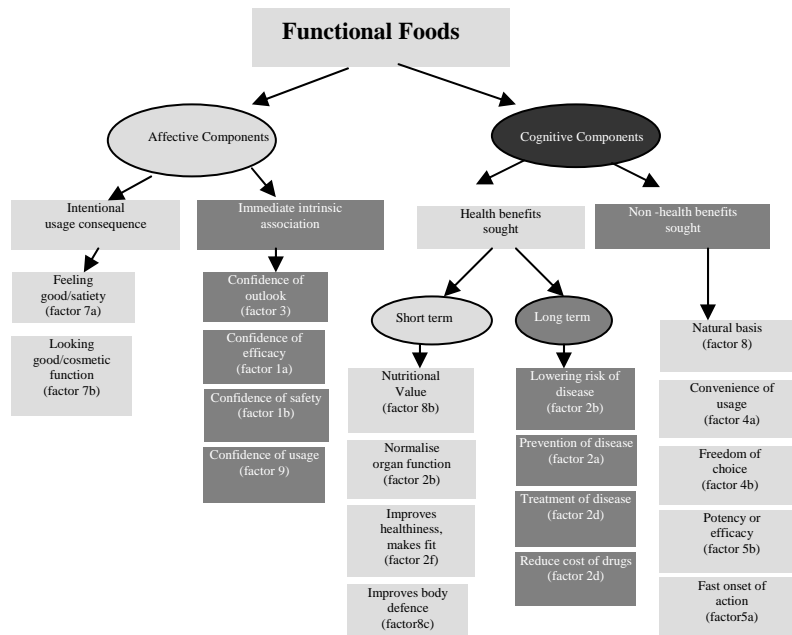 Functional Foods
Affective Components
Cognitive Components
Intentional
usage consequence
Immediate intrinsic
association
Health benefits
sought
Non -health benefits
sought
Feeling
good/satiety
(factor 7a)
Looking
good/cosmetic
function
(factor 7b)
Confidence of
outlook
(factor 3)
Confidence of
efficacy
(factor 1a)
Confidence of safety
(factor 1b)
Confidence of usage
(factor 9)
Short term
Long term
Nutritional
Value
(factor 8b)
Normalise
organ function
(factor 2b)
Improves
healthiness,
makes fit
(factor 2f)
Improves body
defence
(factor8c)
Lowering risk of
disease
(factor 2b)
Prevention of disease
(factor 2a)
Treatment of disease
(factor 2d)
Reduce cost of drugs
(factor 2d)
Natural basis
(factor 8)
Convenience of
usage
(factor 4a)
Freedom of
choice
(factor 4b)
Potency or
efficacy
(factor 5b)
Fast onset of
action
(factor5a)